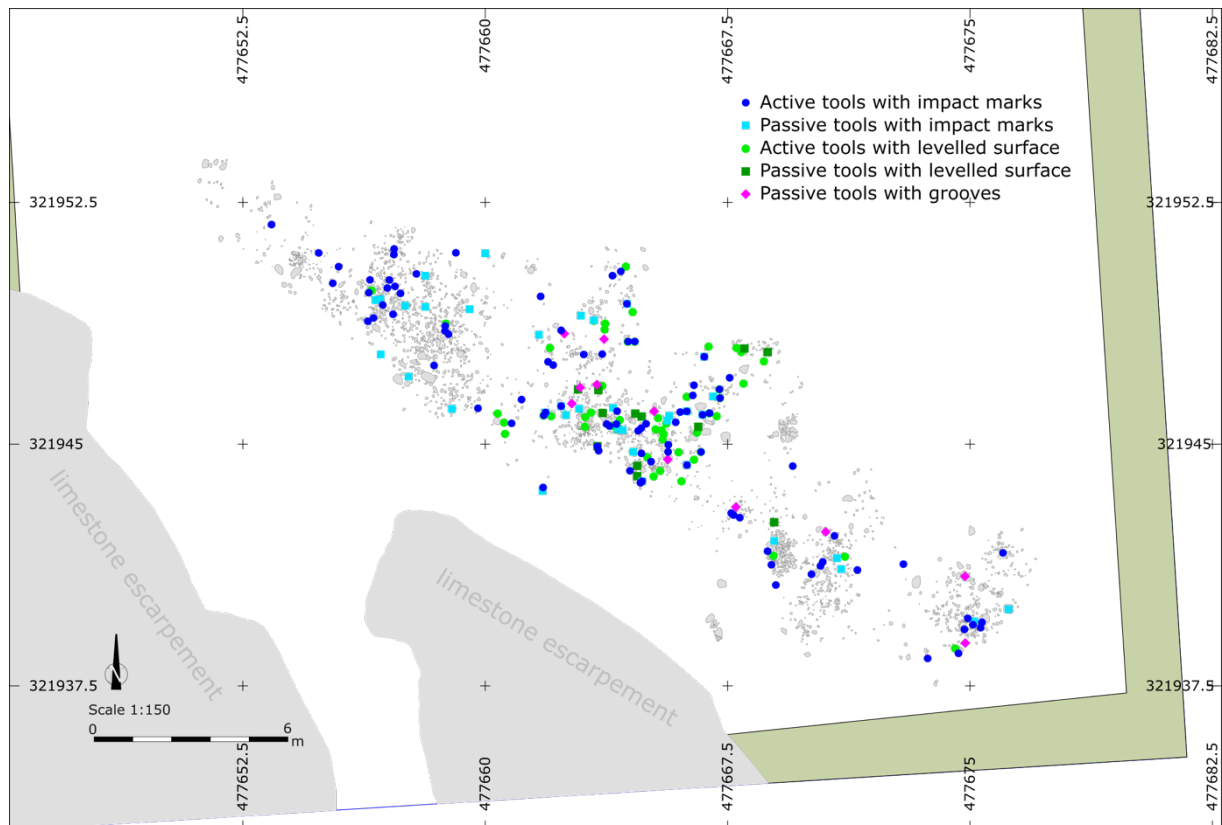 477652.5
477660
477667.5
477675
477682.5
Active tools with impact marks
Passive tools with impact marks
Active tools with levelled surface
Passive tools with levelled surface
Passive tools with grooves
321952.5
321952.5
321945
321945
limestone escarpement
limestone escarpement
N
321937.5
321937.5
Scale 1:150
0 6
m
477652.5
477660
477667.5
477675
477682.5